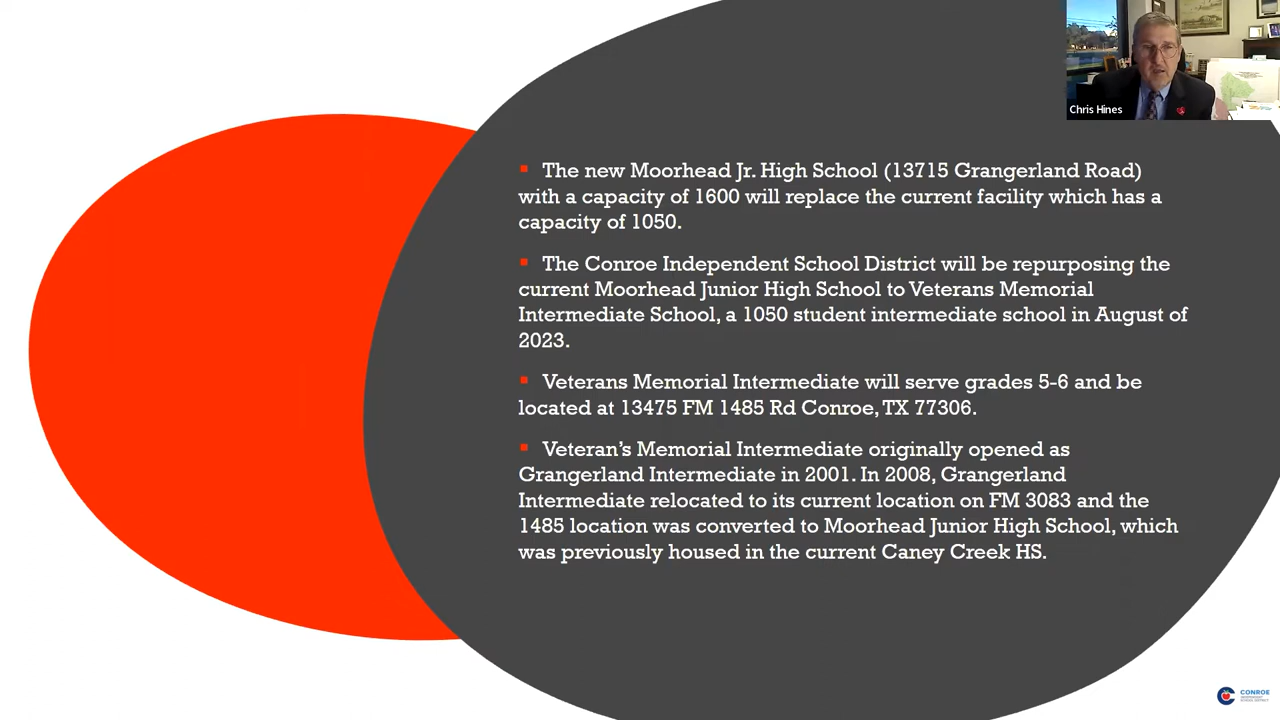 Chris Hines
▪ The new Moorhead Jr. High School (13715 Grangerland Road)
with a capacity of 1600 will replace the current facility which has a
capacity of 1050.
▪ The Conroe Independent School District will be repurposing the
current Moorhead Junior High School to Veterans Memorial
Intermediate School, a 1050 student intermediate school in August of
2023.
▪ Veterans Memorial Intermediate will serve grades 5-6 and be
located at 13475 FM 1485 Rd Conroe, TX 77306.
▪ Veteran’s Memorial Intermediate originally opened as
Grangerland Intermediate in 2001. In 2008, Grangerland
Intermediate relocated to its current location on FM 3083 and the
1485 location was converted to Moorhead Junior High School, which
was previously housed in the current Caney Creek HS.
CONROE
INDEPENDENT
SCHOOL DISTRICT